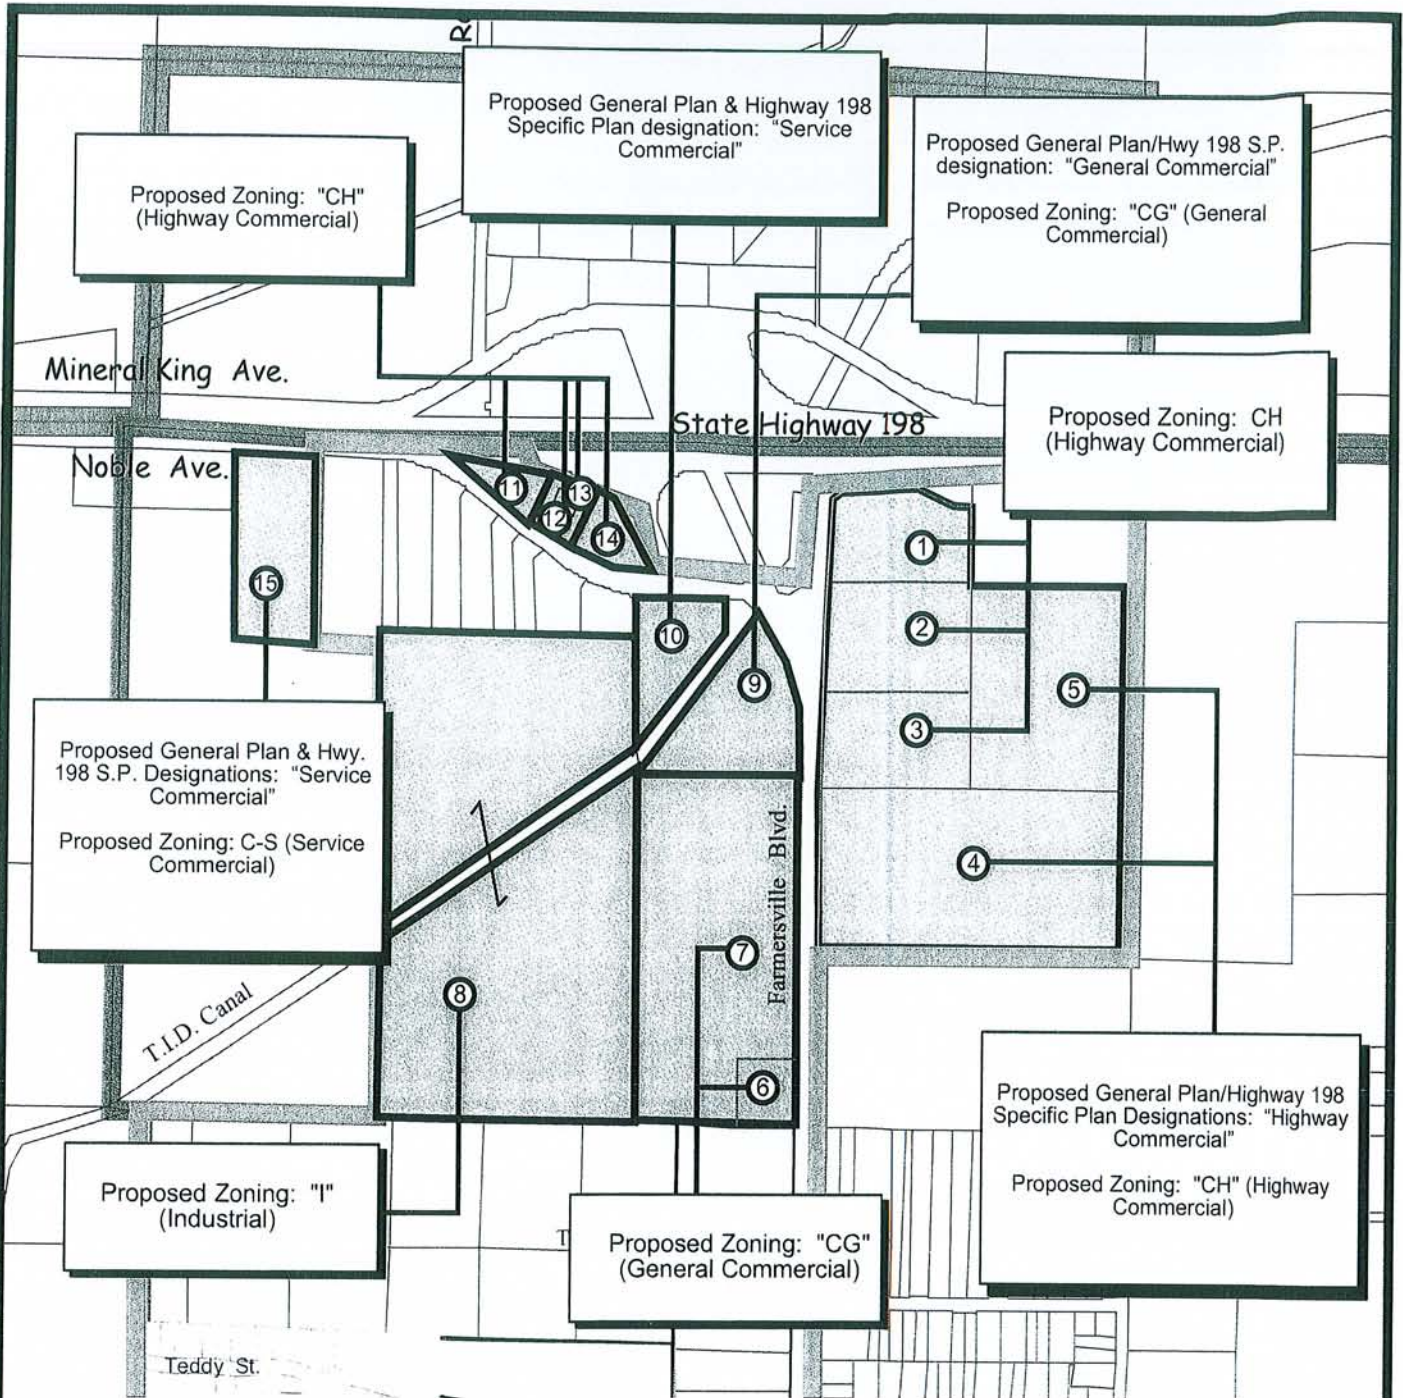 R
Proposed General Plan & Highway 198
Specific Plan designation: “Service
Commercial”
Proposed General Plan/Hwy 198 S.P.
designation: “General Commercial”
Proposed Zoning: "CG" (General
Commercial)
Proposed Zoning: "CH"
(Highway Commercial)
Mineral King Ave.
State Highway 198
Proposed Zoning: CH
(Highway Commercial)
Noble Ave.
11
13
12
14
1
15
2
10
9
5
3
Proposed General Plan & Hwy.
198 S.P. Designations: “Service
Commercial”
Proposed Zoning: C-S (Service
Commercial)
Farmersville Blvd.
4
7
8
T.I.D. Canal
6
Proposed General Plan/Highway 198
Specific Plan Designations: “Highway
Commercial”
Proposed Zoning: "CH" (Highway
Commercial)
Proposed Zoning: "I"
(Industrial)
T
Proposed Zoning: "CG"
(General Commercial)
Teddy St.